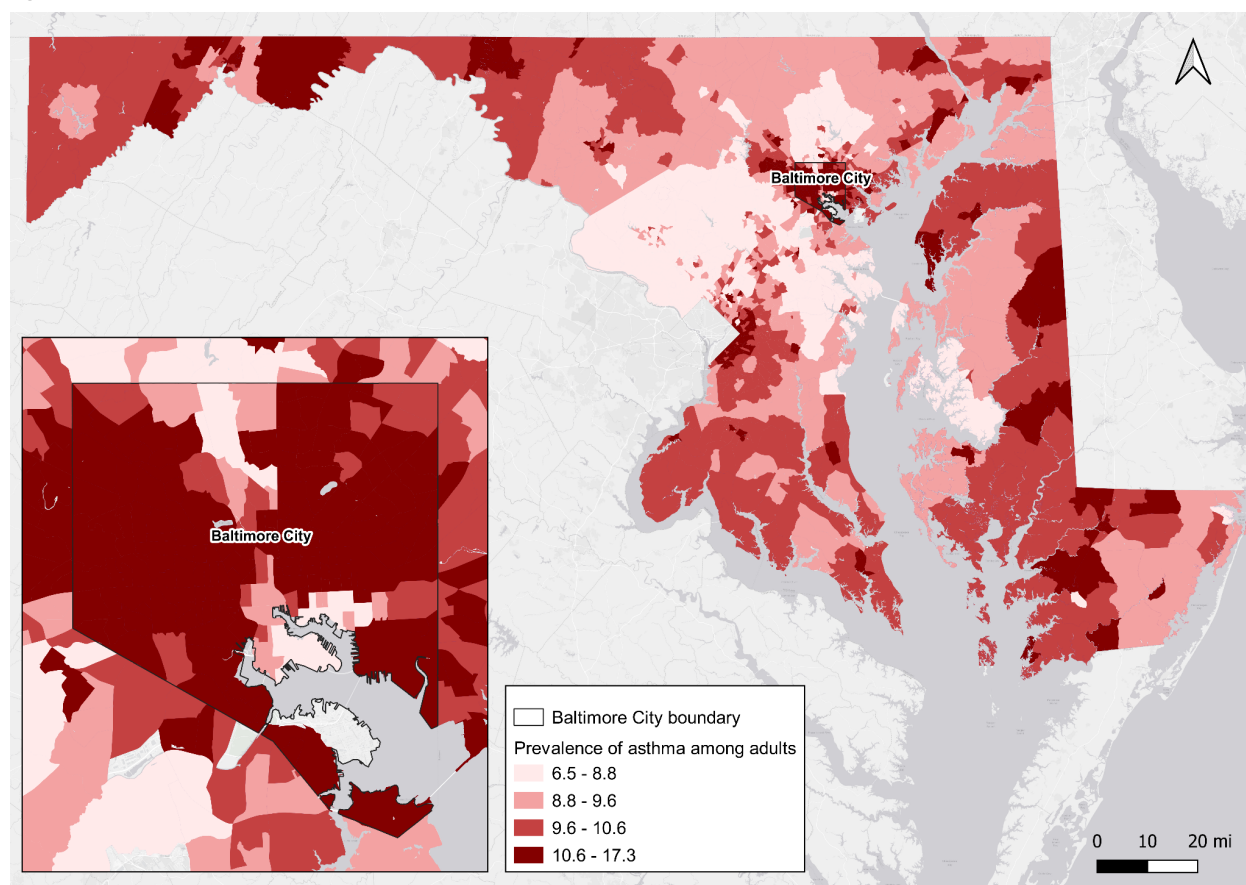 Baltimore City
Baltimore City
Baltimore City boundary
Prevalence of asthma among adults
6.5 - 8.8
8.8 - 9.6
9.6 - 10.6
10.6 - 17.3
0 10 20 mi